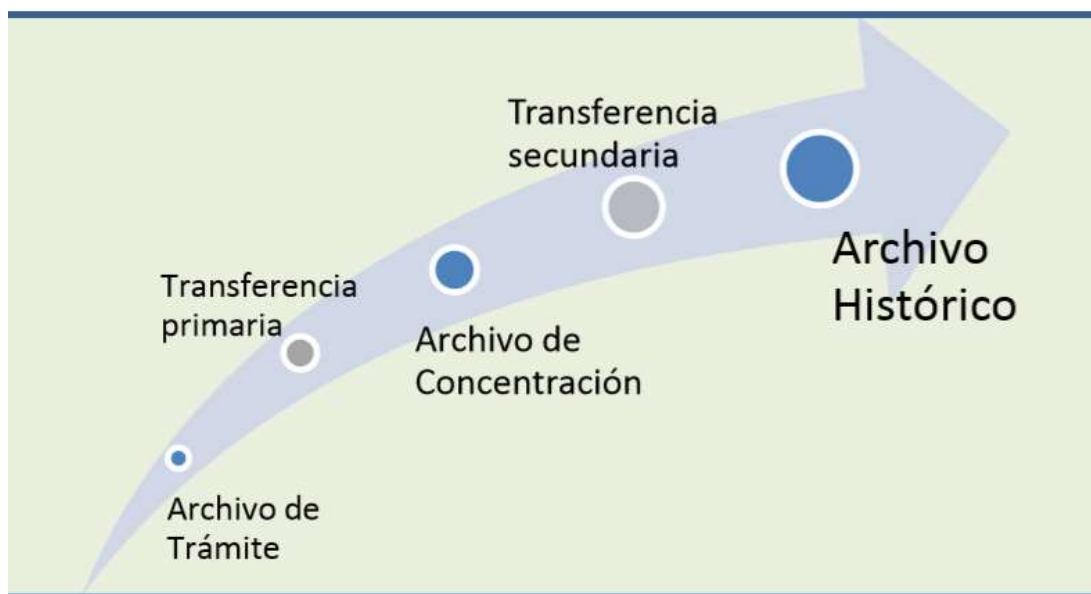 Transferencia
secundaria
Archivo
Histórico
Transferencia
primaria
Archivo de
Concentración
Archivo de
Trámite